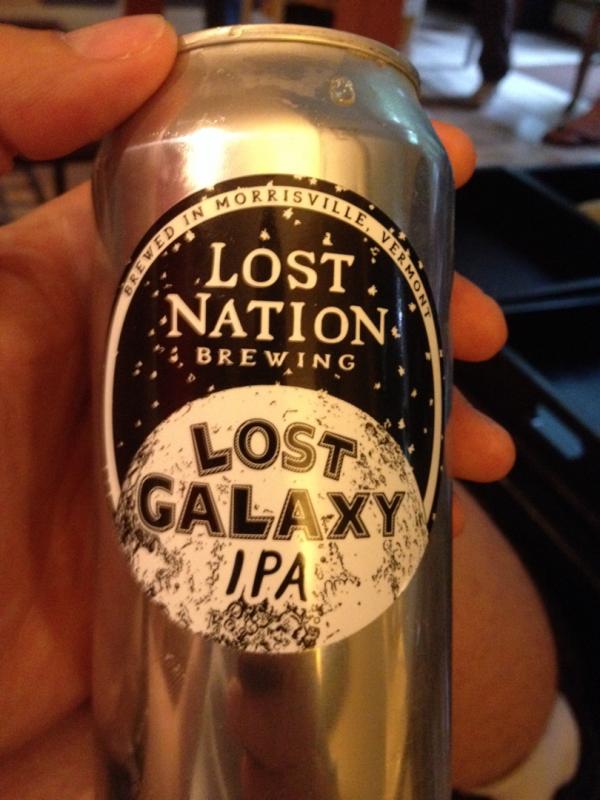 BREWED IN MORRISVILLE, VERMONT
LOST
NATION
BREWING
LOST
GALAXY
IPA